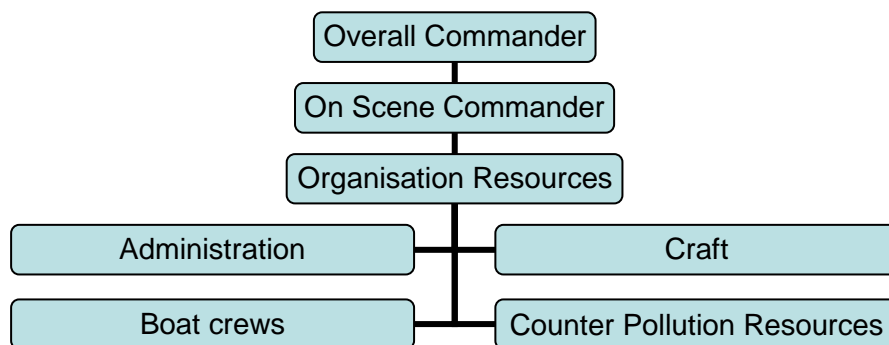 Overall Commander
On Scene Commander
Organisation Resources
Administration
Craft
Boat crews
Counter Pollution Resources